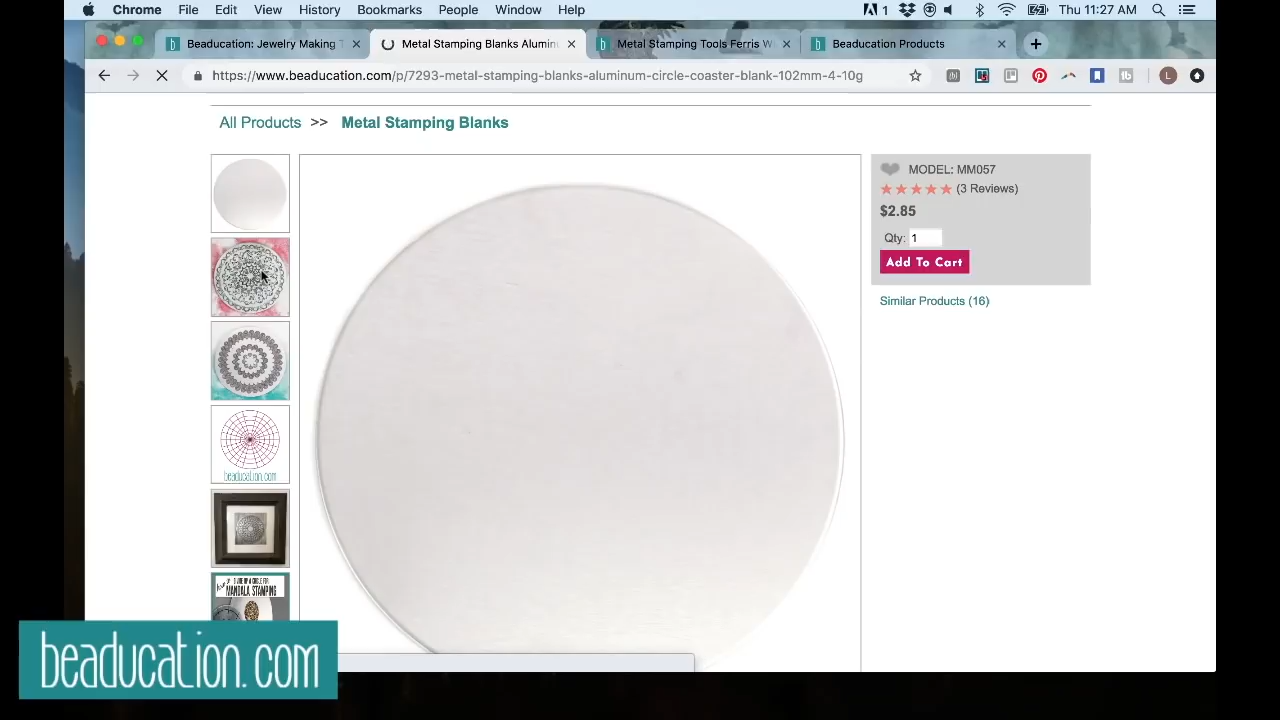 Chrome File Edit View History Bookmarks People Window Help 1 Thu 11:27 AM
Beaducation: Jewelry Making T Metal Stamping Blanks Alumin Metal Stamping Tools Ferris W Beaducation Products
https://www.beaducation.com/p/7293-metal-stamping-blanks-aluminum-circle-coaster-blank-102mm-4-10g L
All Products >> Metal Stamping Blanks
MODEL: MM057
(3 Reviews)
$2.85
Qty: 1
Add To Cart
Similar Products (16)
beaducation.com
MANDALA STAMPING
beaducation.com